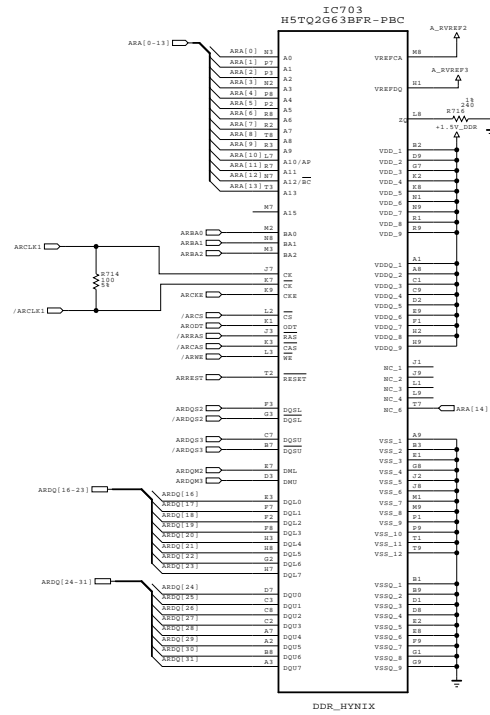 IC703
H5TQ2G63BFR-PBC
ARA[0-13]
ARA[0] N3 A0
ARA[1] P7 A1
ARA[2] P3 A2
ARA[3] N2 A3
ARA[4] P8 A4
ARA[5] P2 A5
ARA[6] R8 A6
ARA[7] R2 A7
ARA[8] T8 A8
ARA[9] R3 A9
ARA[10] L7 A10/AP
ARA[11] R7 A11
ARA[12] N7 A12/BC
ARA[13] T3 A13
M7 A15
ARBA0 M2 BA0
ARBA1 N8 BA1
ARBA2 M3 BA2
ARCLK1
R714
100
5%
/ARCLK1
J7 CK
K7 CK
ARCKE K9 CKE
/ARCS L2 CS
ARODT K1 ODT
/ARRAS J3 RAS
/ARCAS K3 CAS
/ARWE L3 WE
ARREST T2 RESET
ARDQS2 F3 DQSL
/ARDQS2 G3 DQSL
ARDQS3 C7 DQSU
/ARDQS3 B7 DQSU
ARDQM2 E7 DML
ARDQM3 D3 DMU
ARDQ[16-23]
ARDQ[16] E3 DQL0
ARDQ[17] F7 DQL1
ARDQ[18] F2 DQL2
ARDQ[19] F8 DQL3
ARDQ[20] H3 DQL4
ARDQ[21] H8 DQL5
ARDQ[22] G2 DQL6
ARDQ[23] H7 DQL7
ARDQ[24-31]
ARDQ[24] D7 DQU0
ARDQ[25] C3 DQU1
ARDQ[26] C8 DQU2
ARDQ[27] C2 DQU3
ARDQ[28] A7 DQU4
ARDQ[29] A2 DQU5
ARDQ[30] B8 DQU6
ARDQ[31] A3 DQU7
A_RVREF2
VREFCA M8
A_RVREF3
VREFDQ H1
1%
240
R716
ZQ L8
+1.5V_DDR
VDD_1 B2
VDD_2 D9
VDD_3 G7
VDD_4 K2
VDD_5 K8
VDD_6 N1
VDD_7 N9
VDD_8 R1
VDD_9 R9
VDDQ_1 A1
VDDQ_2 A8
VDDQ_3 C1
VDDQ_4 C9
VDDQ_5 D2
VDDQ_6 E9
VDDQ_7 F1
VDDQ_8 H2
VDDQ_9 H9
NC_1 J1
NC_2 J9
NC_3 L1
NC_4 L9
NC_6 T7 ARA[14]
VSS_1 A9
VSS_2 B3
VSS_3 E1
VSS_4 G8
VSS_5 J2
VSS_6 J8
VSS_7 M1
VSS_8 M9
VSS_9 P1
VSS_10 P9
VSS_11 T1
VSS_12 T9
VSSQ_1 B1
VSSQ_2 B9
VSSQ_3 D1
VSSQ_4 D8
VSSQ_5 E2
VSSQ_6 E8
VSSQ_7 F9
VSSQ_8 G1
VSSQ_9 G9
DDR_HYNIX